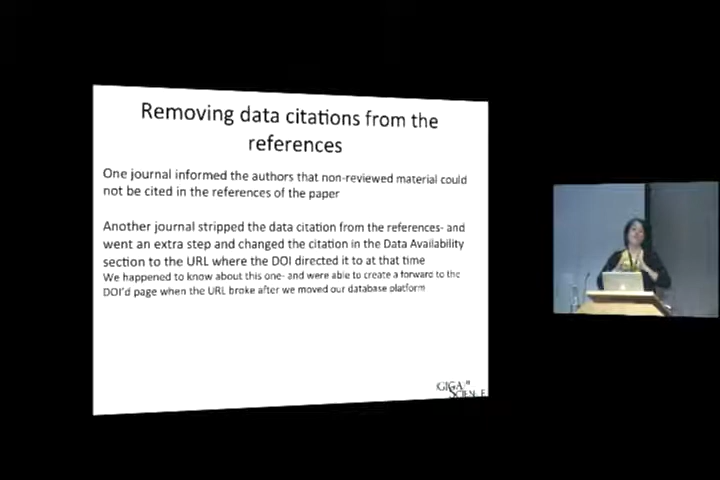 Removing data citations from the
references
One journal informed the authors that non-reviewed material could
not be cited in the references of the paper
Another journal stripped the data citation from the references- and
went an extra step and changed the citation in the Data Availability
section to the URL where the DOI directed it to at that time
We happened to know about this one- and were able to create a forward to the
DOI'd page when the URL broke after we moved our database platform
GIGA
SCIENCE